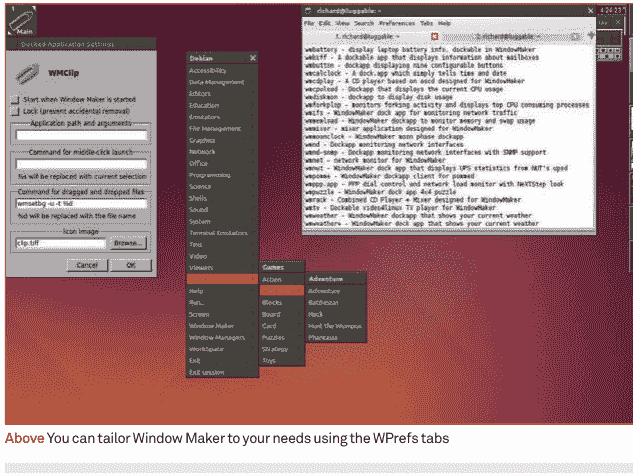 Main
Docked Application Settings
WMClip
Start when Window Maker is started
Lock (prevent accidental removal)
Application path and arguments
Command for middle-click launch
%s will be replaced with current selection
Command for dragged and dropped files
wmsetbg -u -t %d
%d will be replaced with the file name
Icon Image
clip.tiff
Browse...
Cancel
OK
Debian
Accessibility
Data Management
Editors
Education
Emulators
File Management
Graphics
Network
Office
Programming
Science
Shells
Sound
System
Terminal Emulators
Video
Viewers
Help
Run...
Screen
Window Maker
Window Managers
WorkSpace
Exit
Exit session
Games
Action
Blocks
Board
Card
Puzzles
Strategy
Toys
Adventure
Adventure
Battlestar
Hack
Hunt the Wumpus
Phantasia
richard@luggable: ~
File Edit View Search Preferences Tabs Help
1. richard@luggable: ~
2. richard@luggable: ~
wmbattery - display laptop battery info, dockable in WindowMaker
wmbiff - A dockable app that displays information about mailboxes
wmbutton - dockapp displaying nine configurable buttons
wmcalclock - A dock.app which simply tells time and date
wmcdplay - A CD player based on ascd designed for WindowMaker
wmcpuload - Dockapp that displays the current CPU usage
wmdiskmon - dockapp to display disk usage
wmforkplop - monitors forking activity and displays top CPU consuming processes
wmifs - WindowMaker dock app for monitoring network traffic
wmmemload - WindowMaker dockapp to monitor memory and swap usage
wmmixer - mixer application designed for WindowMaker
wmmoonclock - WindowMaker moon phase dockapp
wmnd - Dockapp monitoring network interfaces
wmnd-snmp - Dockapp monitoring network interfaces with SNMP support
wmnet - network monitor for WindowMaker
wmnut - WindowMaker dock app that displays UPS statistics from NUT's upsd
wmpomme - WindowMaker dockapp client for pommed
wmppp.app - PPP dial control and network load monitor with NeXTStep look
wmpuzzle - WindowMaker dock app 4x4 puzzle
wmrack - Combined CD Player + Mixer designed for WindowMaker
wmtv - Dockable video4linux TV player for WindowMaker
wmweather - WindowMaker dockapp that shows your current weather
wmweather+ - WindowMaker dock app that shows your current weather
4:24:23
Above You can tailor Window Maker to your needs using the WPrefs tabs